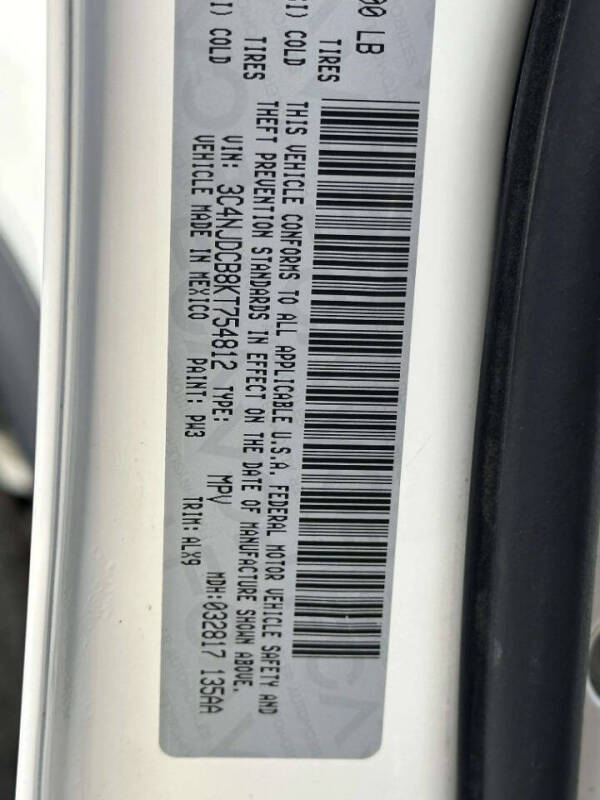 00 LB
TIRES
SI) COLD
TIRES
I) COLD
THIS VEHICLE CONFORMS TO ALL APPLICABLE U.S.A. FEDERAL MOTOR VEHICLE SAFETY AND
THEFT PREVENTION STANDARDS IN EFFECT ON THE DATE OF MANUFACTURE SHOWN ABOVE.
VIN: 3C4NJDCB8KT754812 TYPE: MPV MDH:032817 135AA
VEHICLE MADE IN MEXICO PAINT: PW3 TRIM:ALX9